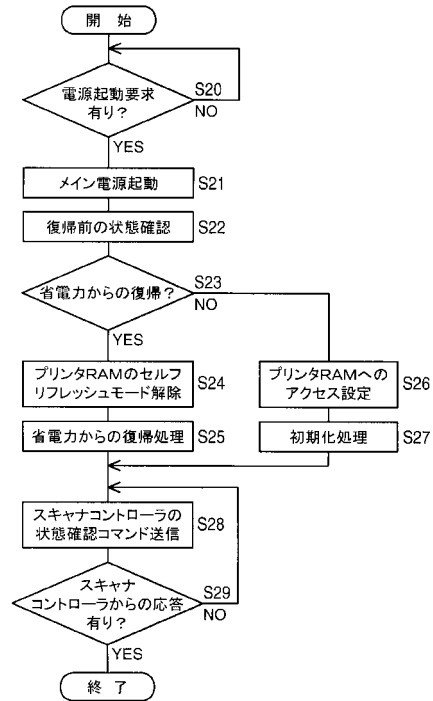 開 始
電源起動要求
有り?
S20
NO
YES
メイン電源起動
S21
復帰前の状態確認
S22
省電力からの復帰?
S23
NO
YES
プリンタRAMのセルフ
リフレッシュモード解除
S24
プリンタRAMへの
アクセス設定
S26
省電力からの復帰処理
S25
初期化処理
S27
スキャナコントローラの
状態確認コマンド送信
S28
スキャナ
コントローラからの応答
有り?
S29
NO
YES
終 了